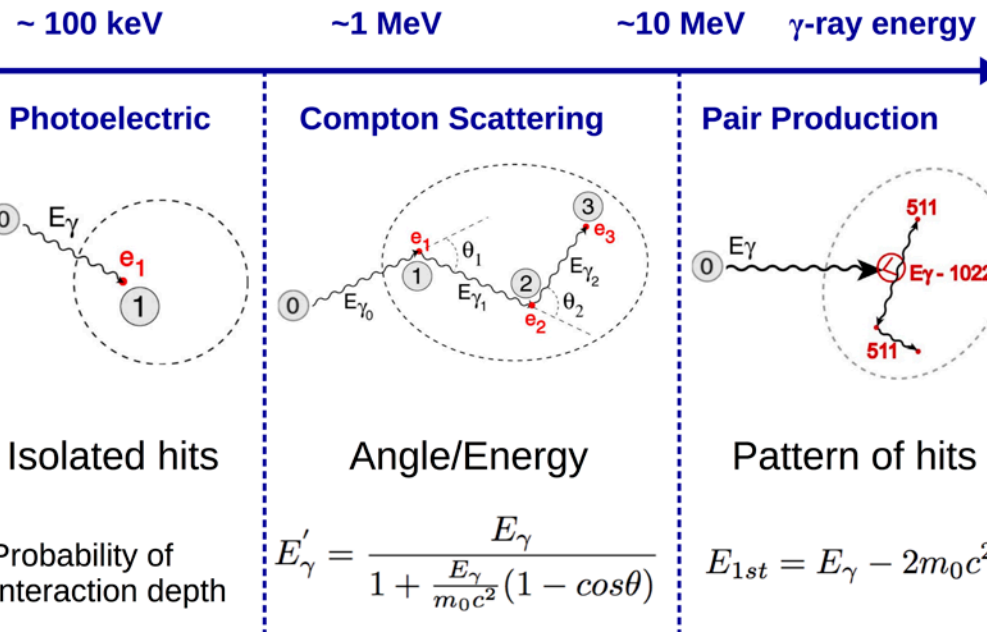 ~ 100 keV ~1 MeV ~10 MeV γ-ray energy
Photoelectric
0
Eγ
e1
1
Isolated hits
Probability of
interaction depth
Compton Scattering
0
Eγ0
e1
1
θ1
Eγ1
2
e2
θ2
Eγ2
3
e3
Angle/Energy
E′γ = Eγ / (1 + Eγ/m0c² (1 − cosθ))
Pair Production
0
Eγ
511
Eγ - 1022
511
Pattern of hits
E1st = Eγ − 2m0c²